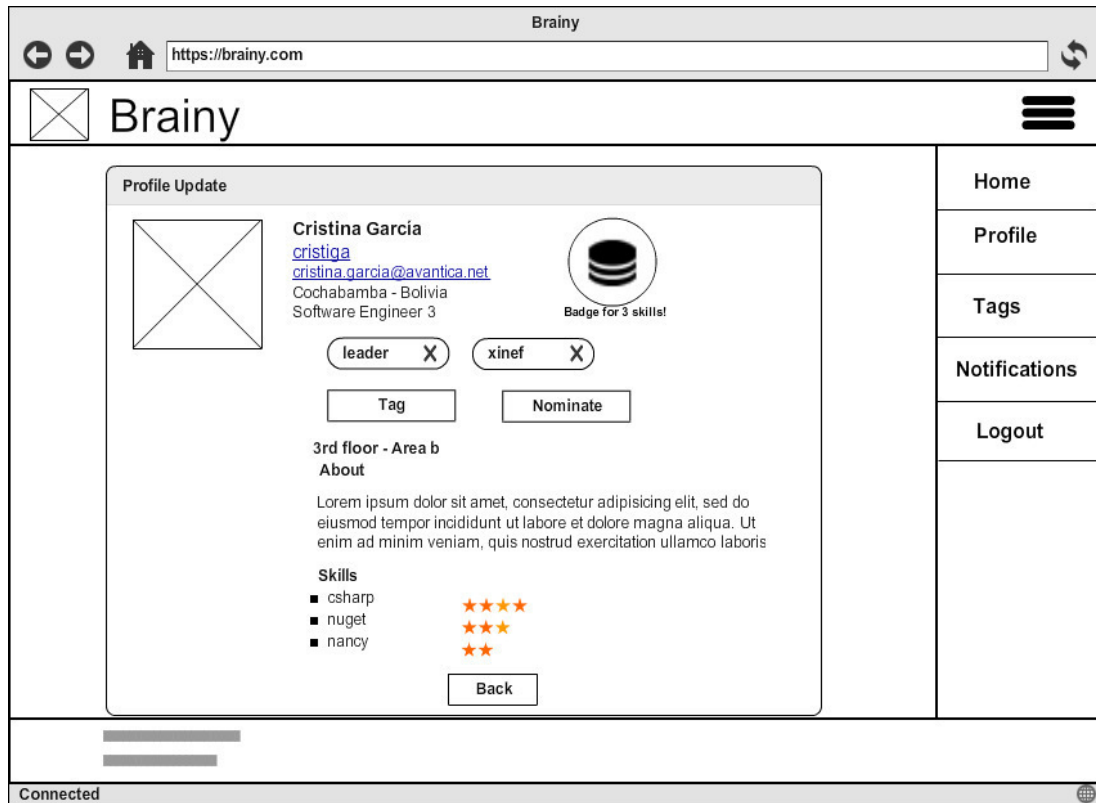 Brainy
https://brainy.com
Brainy
Profile Update
Cristina García
cristiga
cristina.garcia@avantica.net
Cochabamba - Bolivia
Software Engineer 3
Badge for 3 skills!
leader X xinef X
Tag Nominate
3rd floor - Area b
About
Lorem ipsum dolor sit amet, consectetur adipisicing elit, sed do
eiusmod tempor incididunt ut labore et dolore magna aliqua. Ut
enim ad minim veniam, quis nostrud exercitation ullamco laboris
Skills
csharp
nuget
nancy
Back
Home
Profile
Tags
Notifications
Logout
Connected